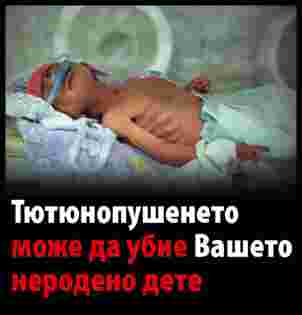 Тютюнопушенето
може да убие Вашето
неродено дете